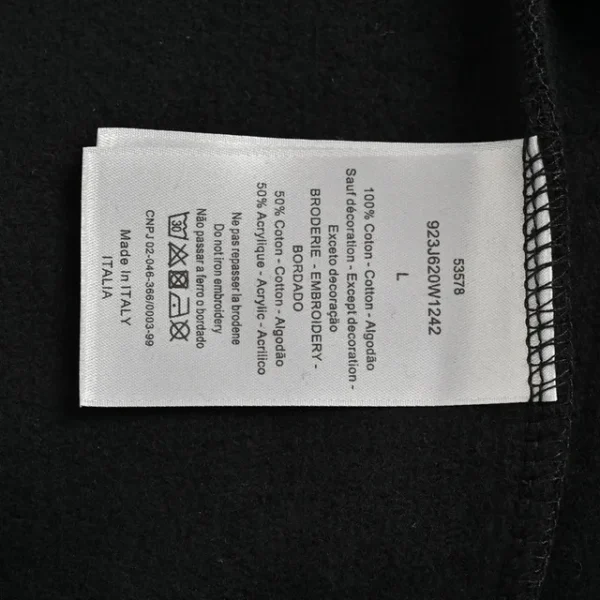 53578
923J620W1242
L
100% Coton - Cotton - Algodão
Sauf décoration - Except decoration -
Exceto decoração
BRODERIE - EMBROIDERY -
BORDADO
50% Coton - Cotton - Algodão
50% Acrylique - Acrylic - Acrílico
Ne pas repasser la broderie
Do not iron embroidery
Não passar a ferro o bordado
30
CNPJ 02-046-366/0003-99
Made In ITALY
ITALIA